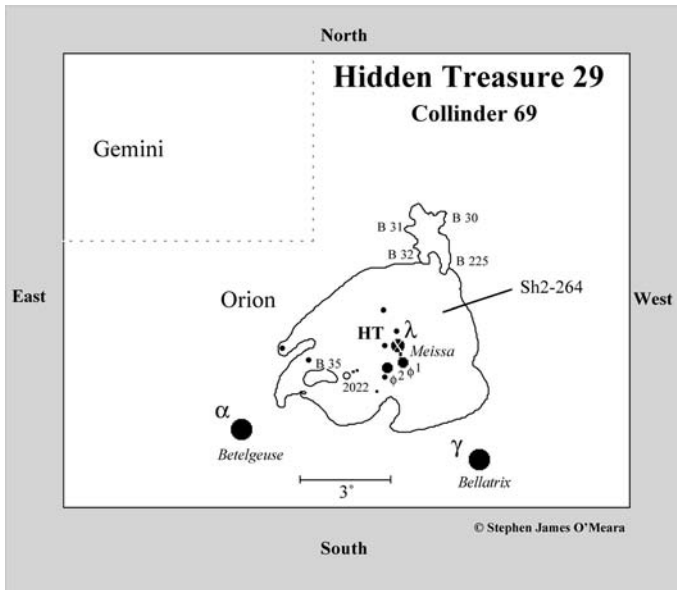 North
Hidden Treasure 29
Collinder 69
Gemini
B 31
B 30
B 32
B 225
East
West
Orion
Sh2-264
HT
λ
Meissa
B 35
2022
ϕ2
ϕ1
α
Betelgeuse
γ
Bellatrix
3°
© Stephen James O'Meara
South